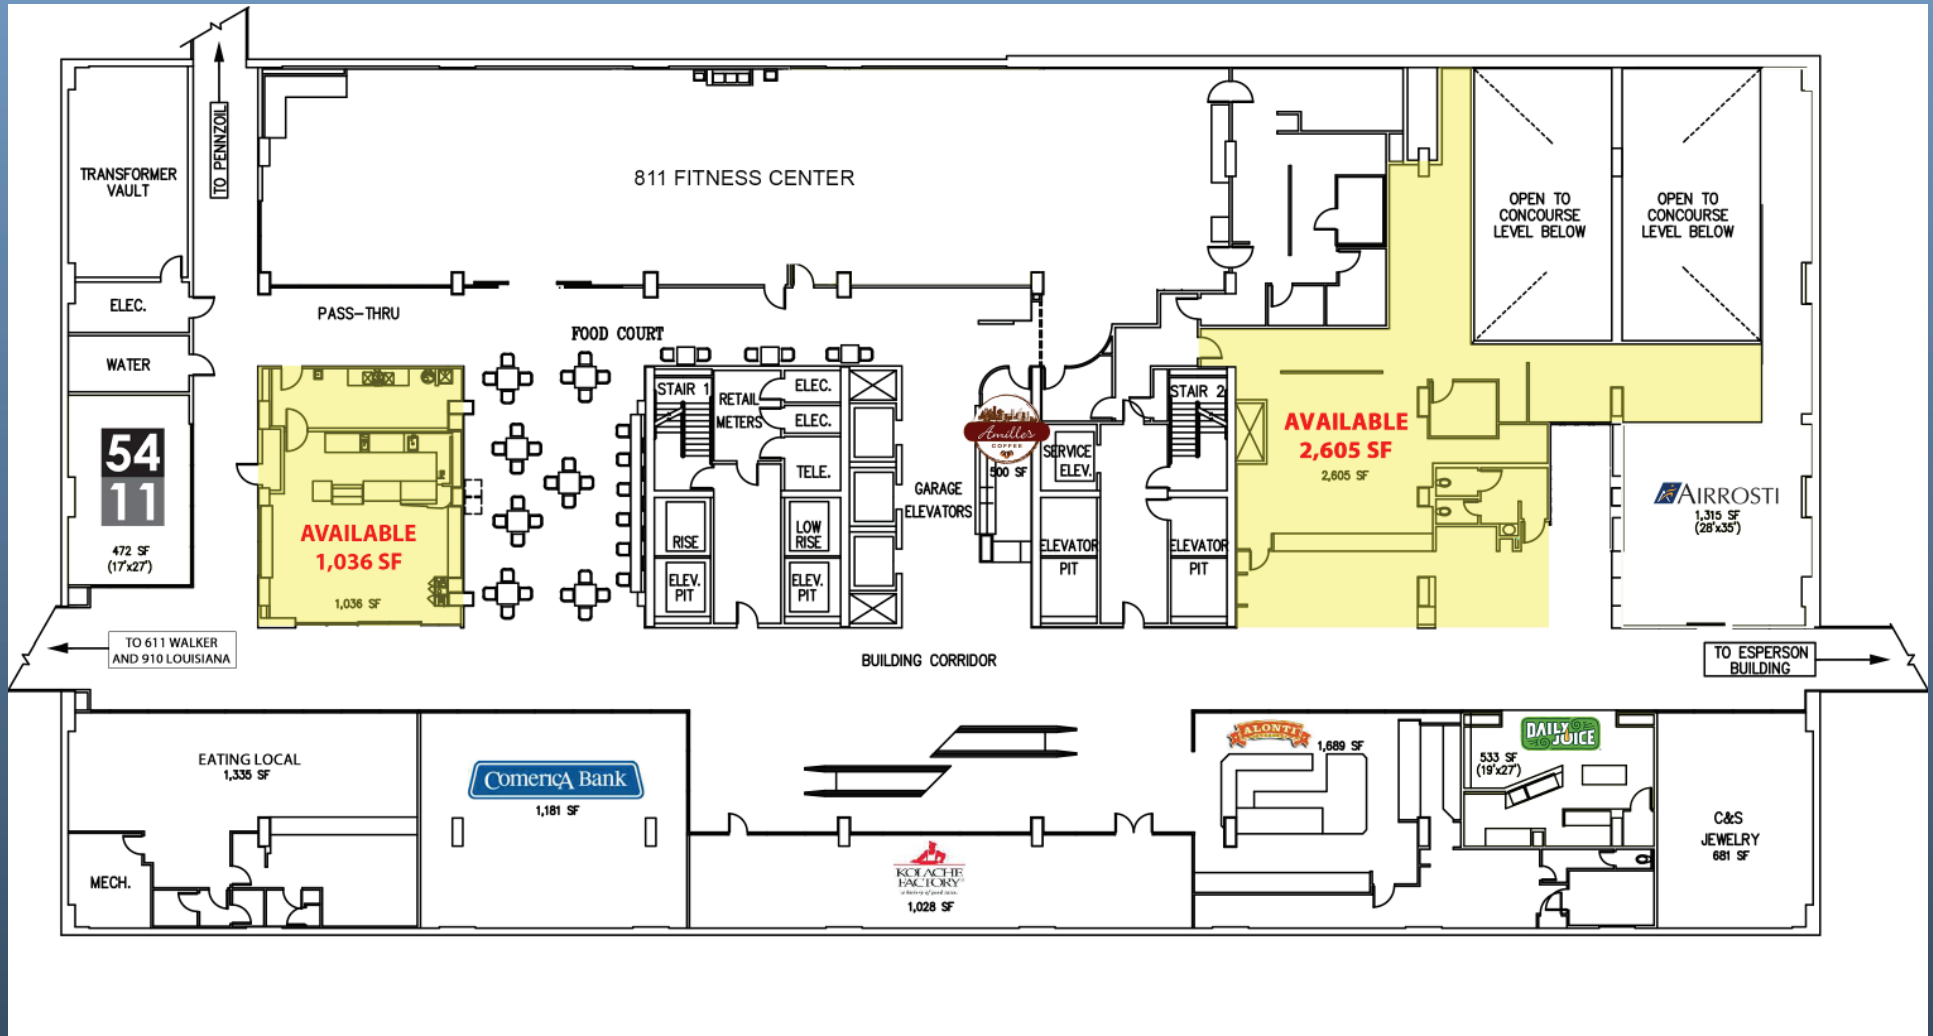 TO PENNZOIL
TRANSFORMER
VAULT
811 FITNESS CENTER
OPEN TO
CONCOURSE
LEVEL BELOW
OPEN TO
CONCOURSE
LEVEL BELOW
ELEC.
PASS-THRU
FOOD COURT
WATER
STAIR 1
RETAIL
METERS
ELEC.
ELEC.
TELE.
STAIR 2
Amille's
COFFEE
500 SF
SERVICE
ELEV.
GARAGE
ELEVATORS
AVAILABLE
2,605 SF
2,605 SF
54
11
472 SF
(17'x27')
AVAILABLE
1,036 SF
1,036 SF
RISE
LOW
RISE
ELEV.
PIT
ELEV.
PIT
ELEVATOR
PIT
ELEVATOR
PIT
AIRROSTI
1,315 SF
(28'x35')
TO 611 WALKER
AND 910 LOUISIANA
BUILDING CORRIDOR
TO ESPERSON
BUILDING
EATING LOCAL
1,335 SF
ComericA Bank
1,181 SF
ALONTI
1,689 SF
DAILY
JUICE
533 SF
(19'x27')
C&S
JEWELRY
681 SF
MECH.
KOLACHE
FACTORY
1,028 SF